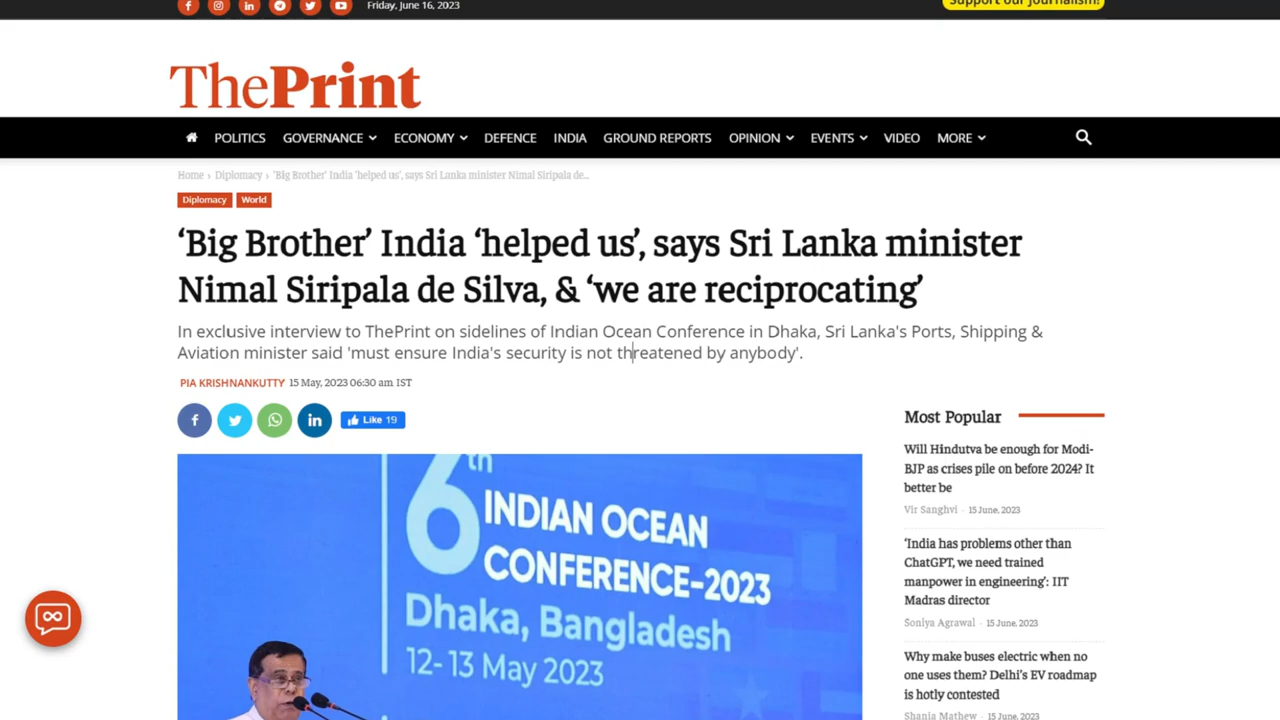 Friday, June 16, 2023
Support our Journalism!
ThePrint
POLITICS GOVERNANCE ECONOMY DEFENCE INDIA GROUND REPORTS OPINION EVENTS VIDEO MORE
Home › Diplomacy › 'Big Brother' India 'helped us', says Sri Lanka minister Nimal Siripala de...
Diplomacy World
‘Big Brother’ India ‘helped us’, says Sri Lanka minister
Nimal Siripala de Silva, & ‘we are reciprocating’
In exclusive interview to ThePrint on sidelines of Indian Ocean Conference in Dhaka, Sri Lanka's Ports, Shipping &
Aviation minister said 'must ensure India's security is not threatened by anybody'.
PIA KRISHNANKUTTY 15 May, 2023 06:30 am IST
Like 19
6th
INDIAN OCEAN
CONFERENCE-2023
Dhaka, Bangladesh
12-13 May 2023
Most Popular
Will Hindutva be enough for Modi-
BJP as crises pile on before 2024? It
better be
Vir Sanghvi - 15 June, 2023
‘India has problems other than
ChatGPT, we need trained
manpower in engineering’: IIT
Madras director
Soniya Agrawal - 15 June, 2023
Why make buses electric when no
one uses them? Delhi’s EV roadmap
is hotly contested
Shania Mathew - 15 June, 2023